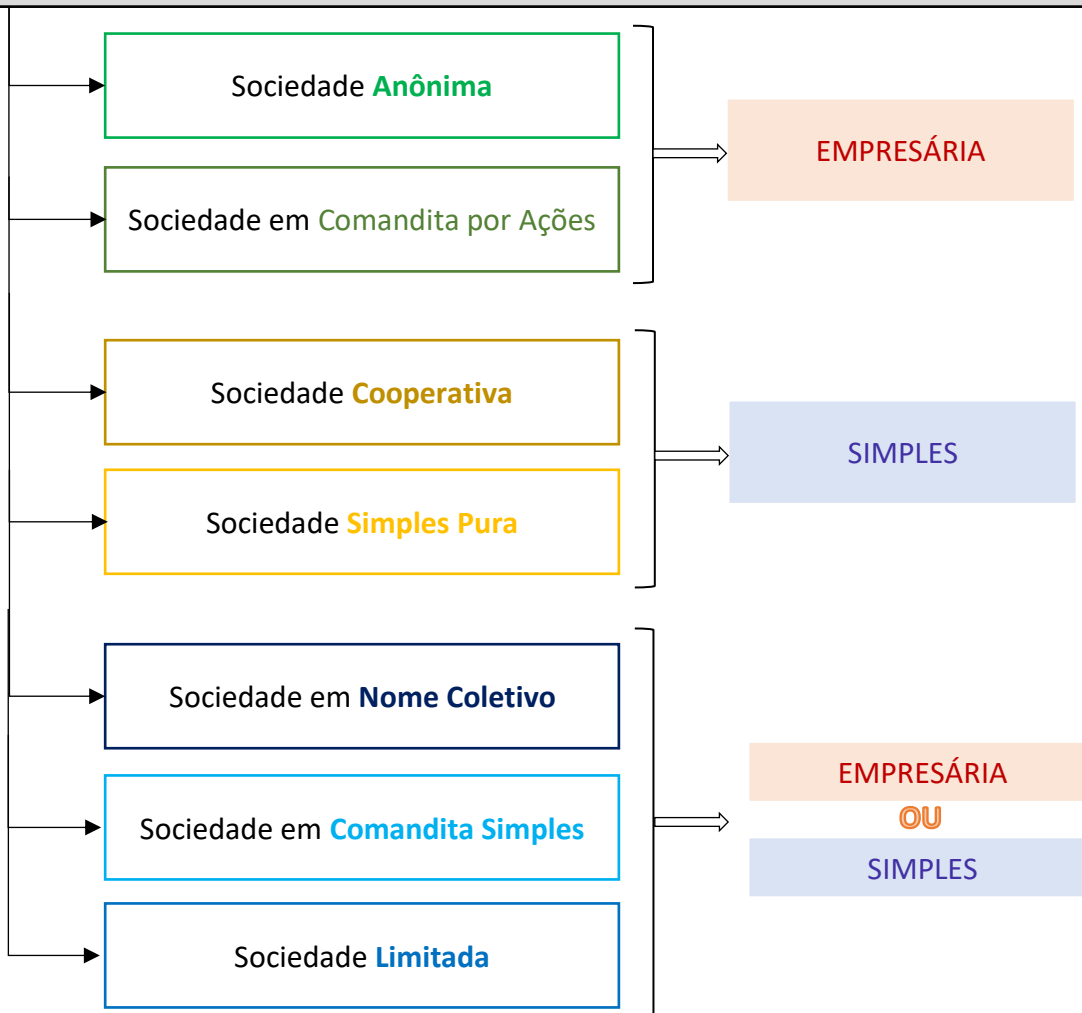 Sociedade Anônima
EMPRESÁRIA
Sociedade em Comandita por Ações
Sociedade Cooperativa
SIMPLES
Sociedade Simples Pura
Sociedade em Nome Coletivo
EMPRESÁRIA
OU
Sociedade em Comandita Simples
SIMPLES
Sociedade Limitada